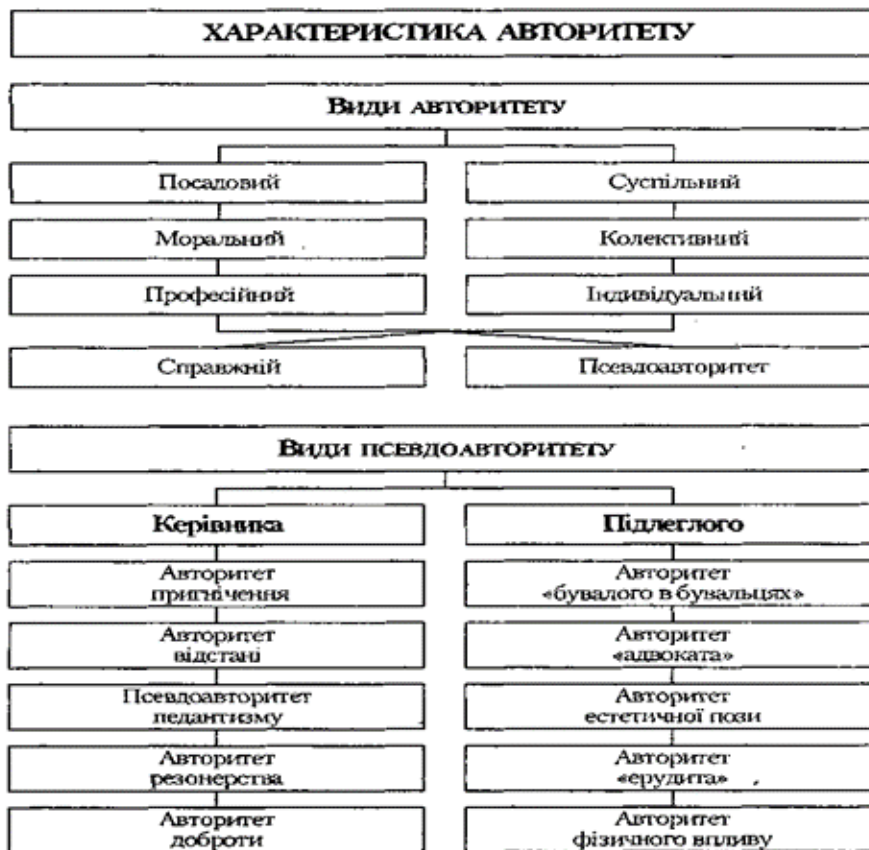 ХАРАКТЕРИСТИКА АВТОРИТЕТУ
ВИДИ АВТОРИТЕТУ
Посадовий
Суспільний
Моральний
Колективний
Професійний
Індивідуальний
Справжній
Псевдоавторитет
ВИДИ ПСЕВДОАВТОРИТЕТУ
Керівника
Підлеглого
Авторитет
пригнічення
Авторитет
«бувалого в бувальцях»
Авторитет
відстані
Авторитет
«адвоката»
Псевдоавторитет
педантизму
Авторитет
естетичної пози
Авторитет
резонерства
Авторитет
«ерудита»
Авторитет
доброти
Авторитет
фізичного впливу